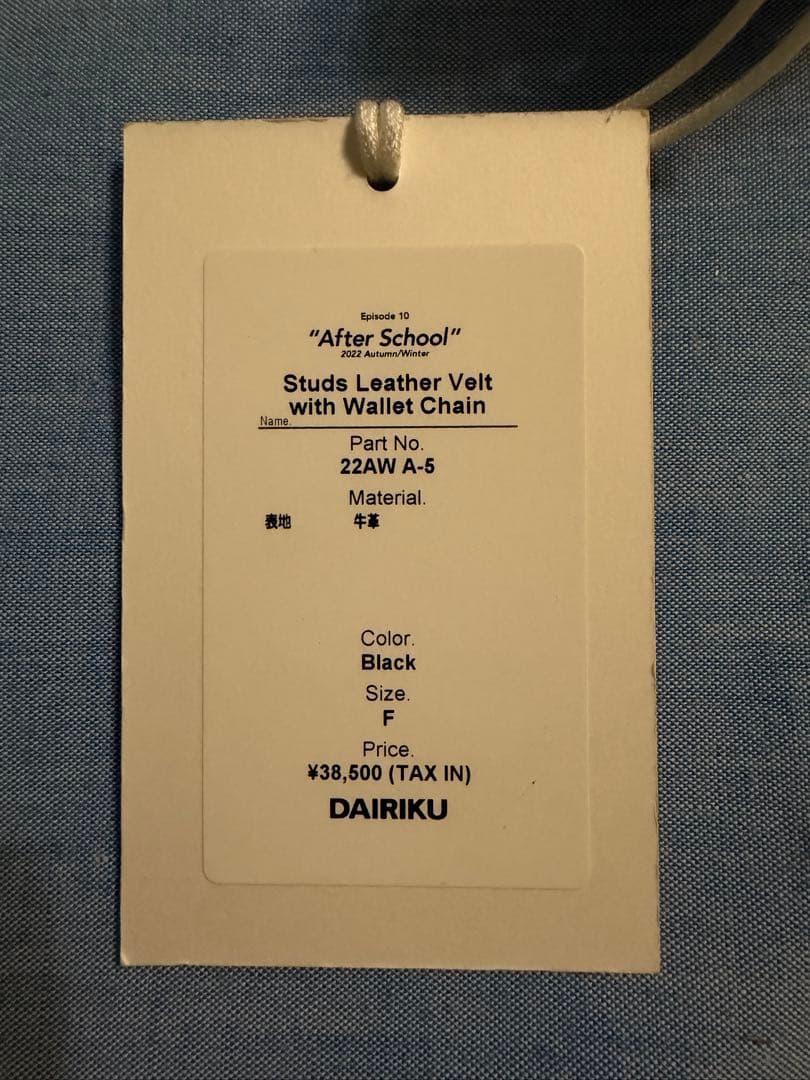 Episode 10
"After School"
2022 Autumn/Winter
Studs Leather Velt
with Wallet Chain
Name.
Part No.
22AW A-5
Material.
表地 牛革
Color.
Black
Size.
F
Price.
¥38,500 (TAX IN)
DAIRIKU